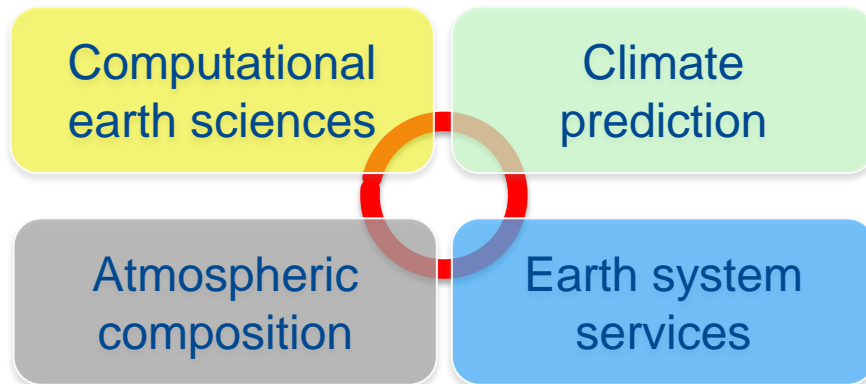 Computational
earth sciences
Climate
prediction
Atmospheric
composition
Earth system
services